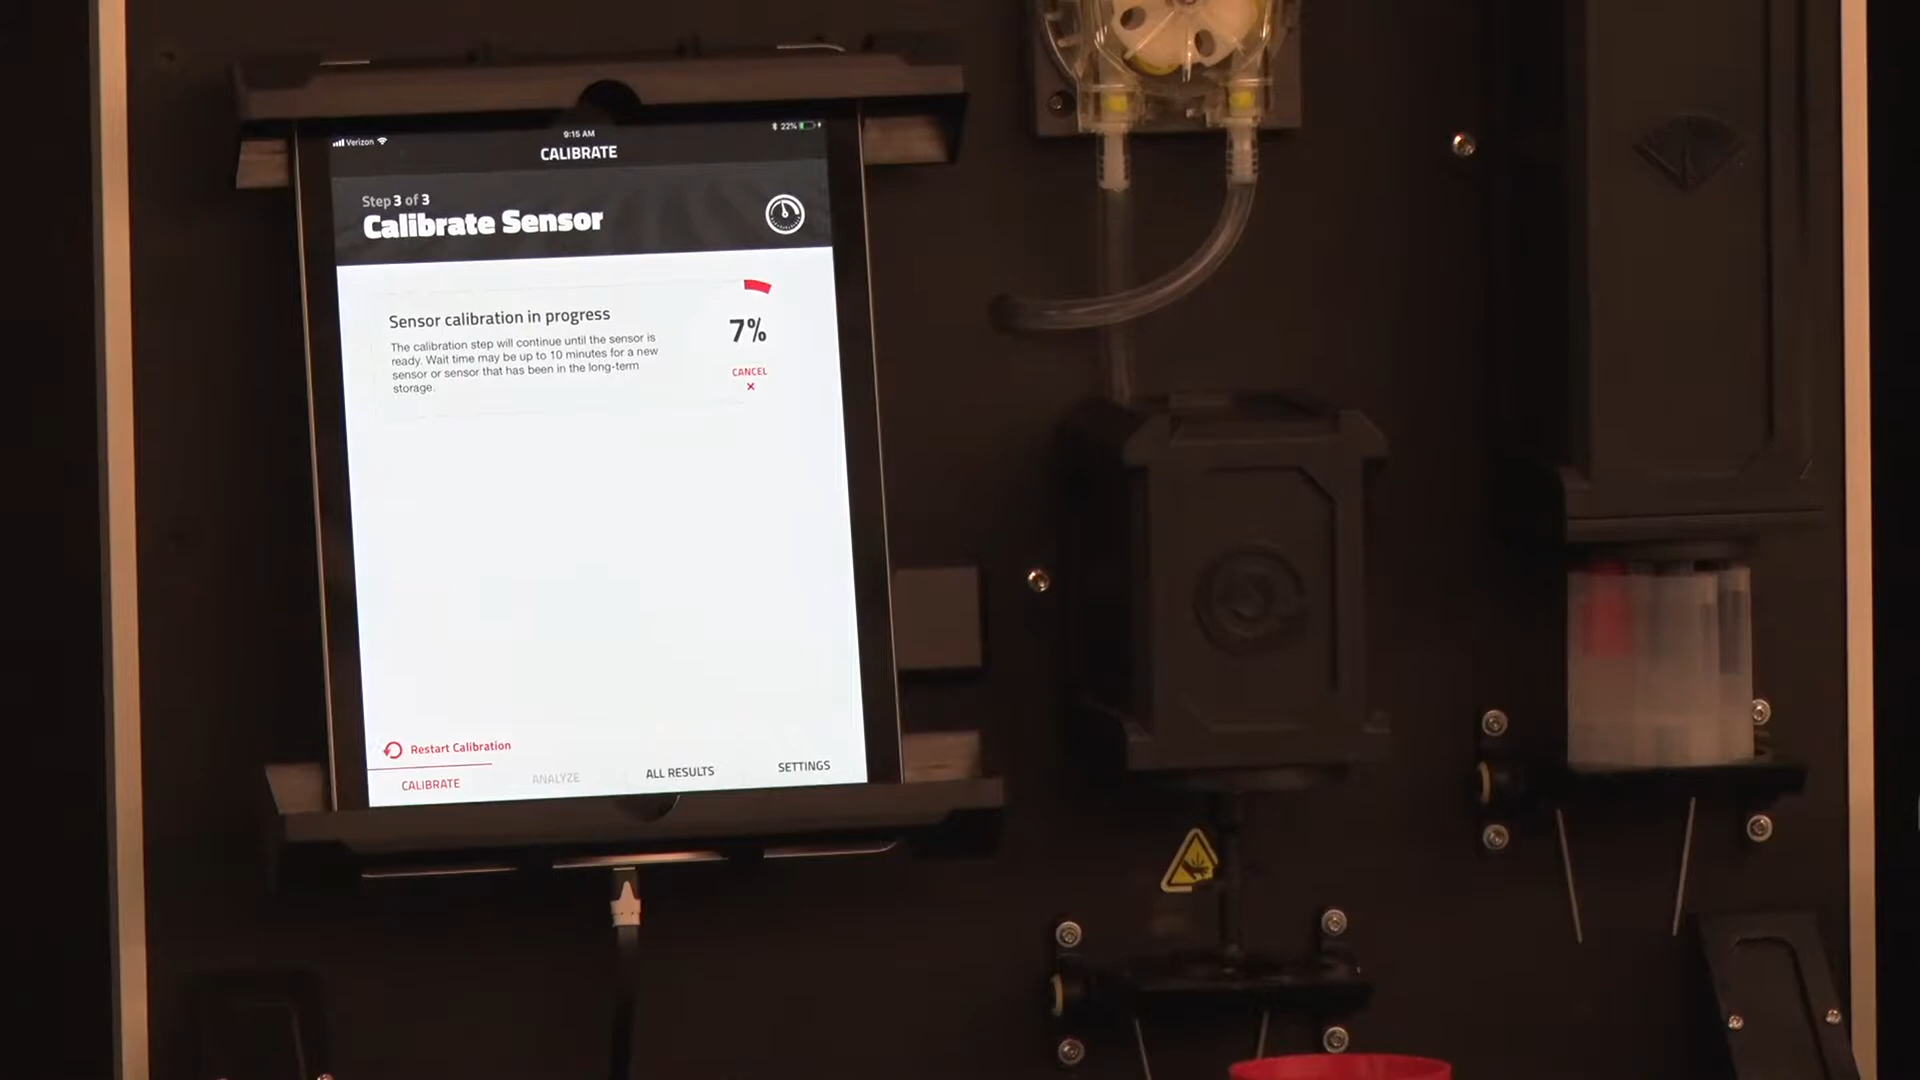 Verizon
9:15 AM
22%
CALIBRATE
Step 3 of 3
Calibrate Sensor
Sensor calibration in progress
The calibration step will continue until the sensor is
ready. Wait time may be up to 10 minutes for a new
sensor or sensor that has been in the long-term
storage.
7%
CANCEL
Restart Calibration
CALIBRATE
ANALYZE
ALL RESULTS
SETTINGS